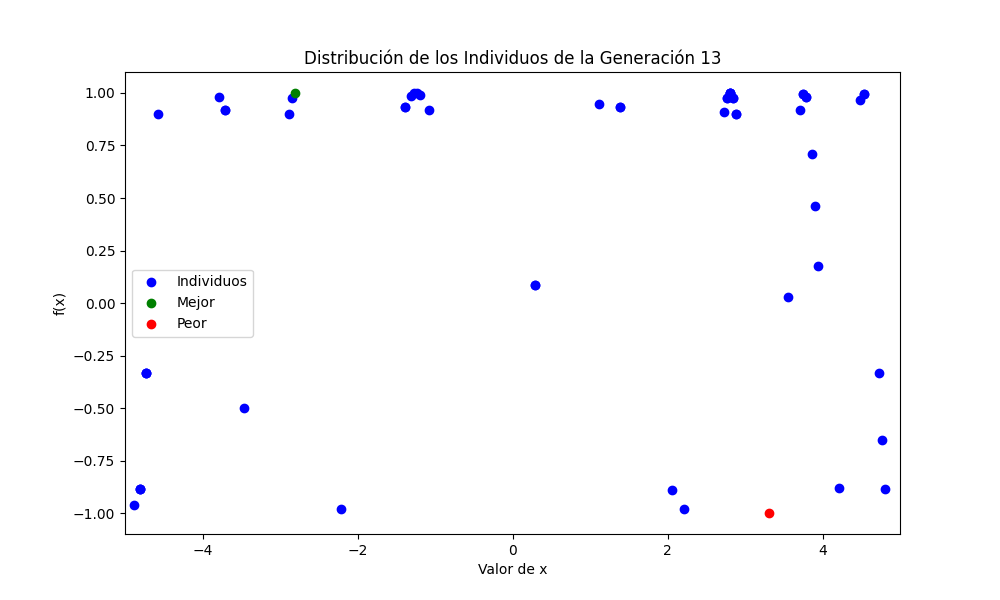 Distribución de los Individuos de la Generación 13
1.00
0.75
0.50
0.25
0.00
−0.25
−0.50
−0.75
−1.00
f(x)
Individuos
Mejor
Peor
−4
−2
0
2
4
Valor de x